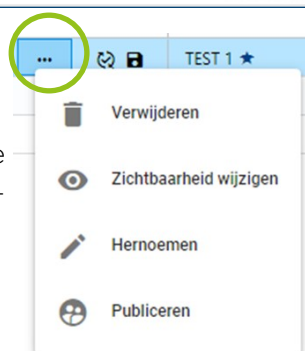 ... TEST 1 ★
Verwijderen
e
Zichtbaarheid wijzigen
-
Hernoemen
Publiceren